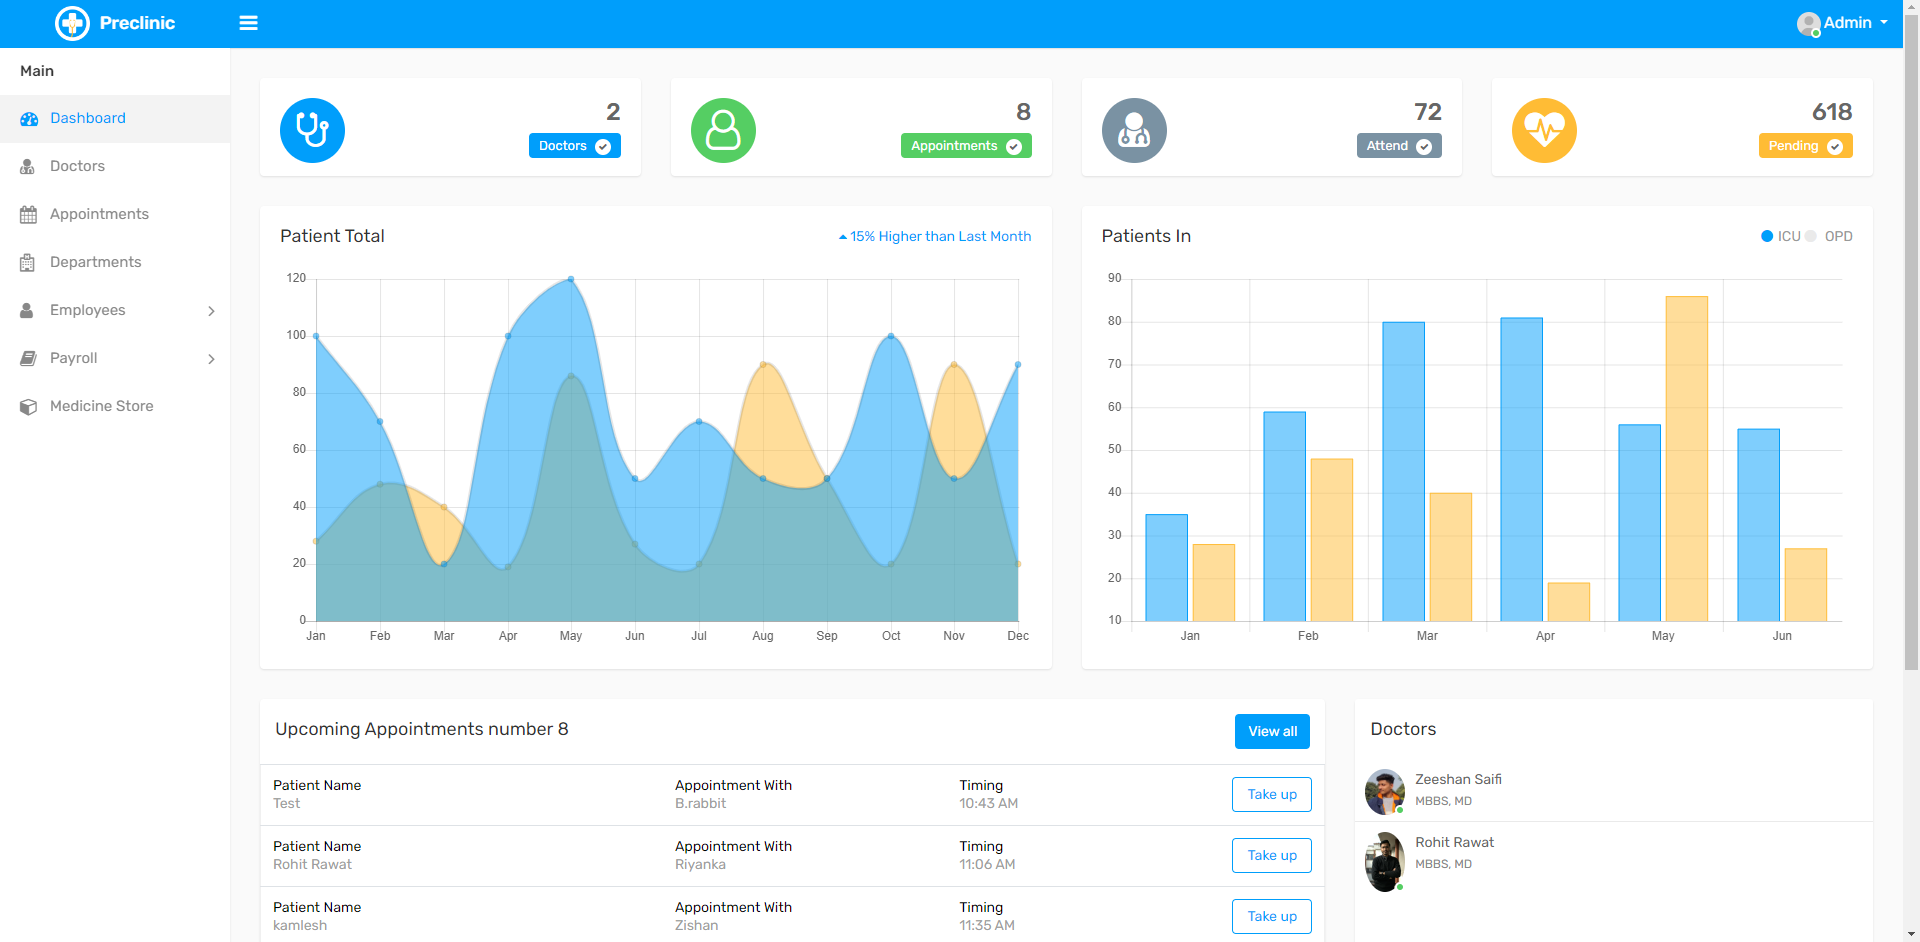 Preclinic
Admin
Main
Dashboard
Doctors
Appointments
Departments
Employees
Payroll
Medicine Store
2
Doctors
8
Appointments
72
Attend
618
Pending
Patient Total
15% Higher than Last Month
120
100
80
60
40
20
0
Jan Feb Mar Apr May Jun Jul Aug Sep Oct Nov Dec
Patients In
ICU OPD
90
80
70
60
50
40
30
20
10
Jan Feb Mar Apr May Jun
Upcoming Appointments number 8
View all
Patient Name Appointment With Timing
Test B.rabbit 10:43 AM
Take up
Patient Name Appointment With Timing
Rohit Rawat Riyanka 11:06 AM
Take up
Patient Name Appointment With Timing
kamlesh Zishan 11:35 AM
Take up
Doctors
Zeeshan Saifi
MBBS, MD
Rohit Rawat
MBBS, MD